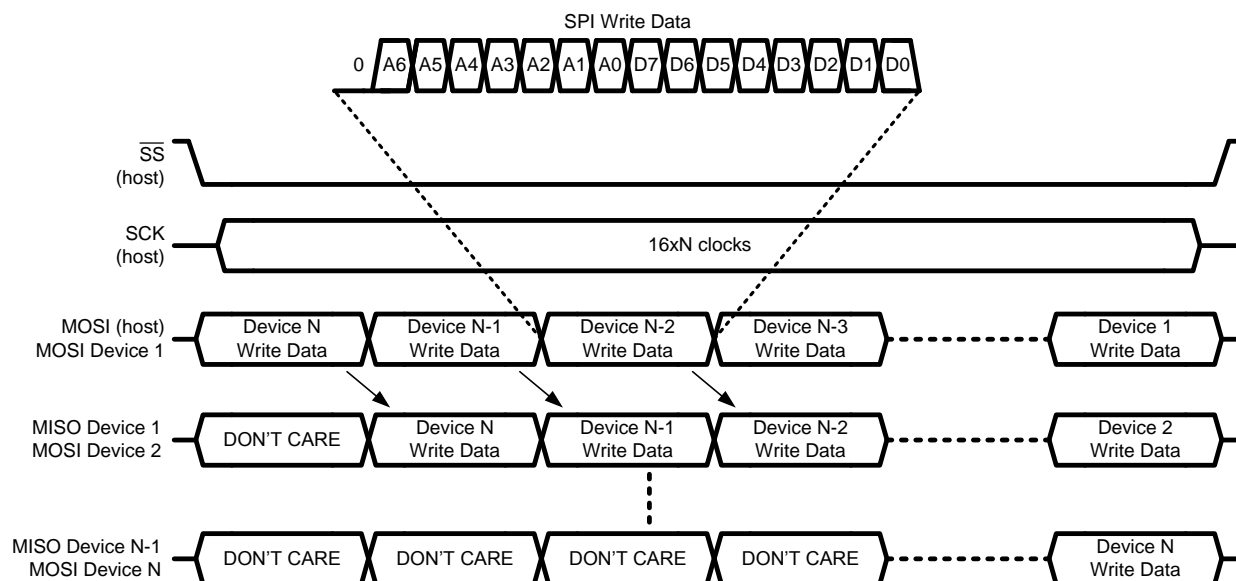 SPI Write Data
0 A6 A5 A4 A3 A2 A1 A0 D7 D6 D5 D4 D3 D2 D1 D0
SS
(host)
SCK
(host)
16xN clocks
MOSI (host)
MOSI Device 1
Device N
Write Data
Device N-1
Write Data
Device N-2
Write Data
Device N-3
Write Data
Device 1
Write Data
MISO Device 1
MOSI Device 2
DON'T CARE
Device N
Write Data
Device N-1
Write Data
Device N-2
Write Data
Device 2
Write Data
MISO Device N-1
MOSI Device N
DON'T CARE
DON'T CARE
DON'T CARE
DON'T CARE
Device N
Write Data